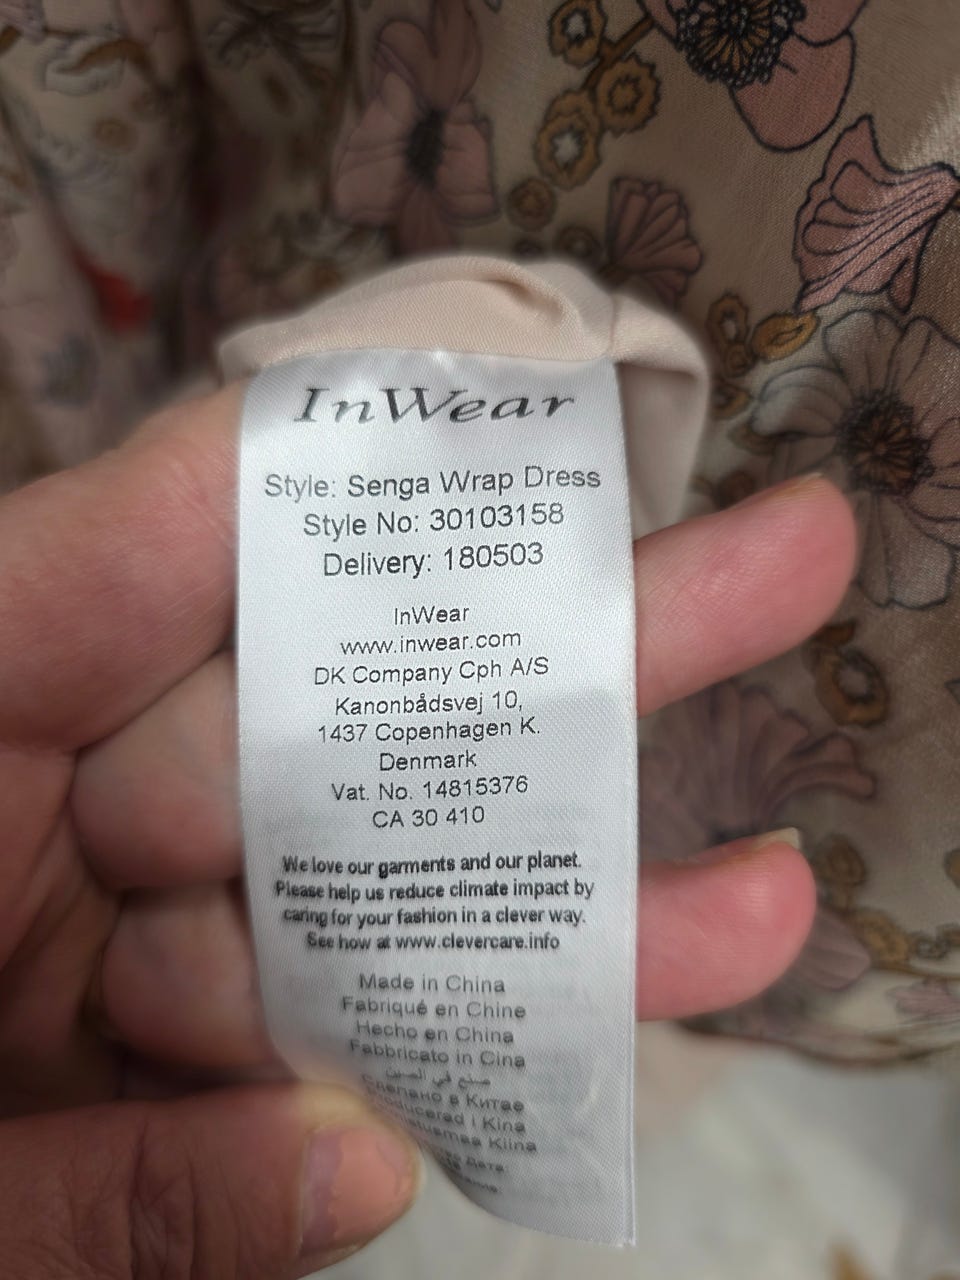 InWear
Style: Senga Wrap Dress
Style No: 30103158
Delivery: 180503
InWear
www.inwear.com
DK Company Cph A/S
Kanonbådsvej 10,
1437 Copenhagen K.
Denmark
Vat. No. 14815376
CA 30 410
We love our garments and our planet.
Please help us reduce climate impact by
caring for your fashion in a clever way.
See how at www.clevercare.info
Made in China
Fabriqué en Chine
Hecho en China
Fabbricato in Cina
صنع في الصين
Сделано в Китае
i Kina
Kiina